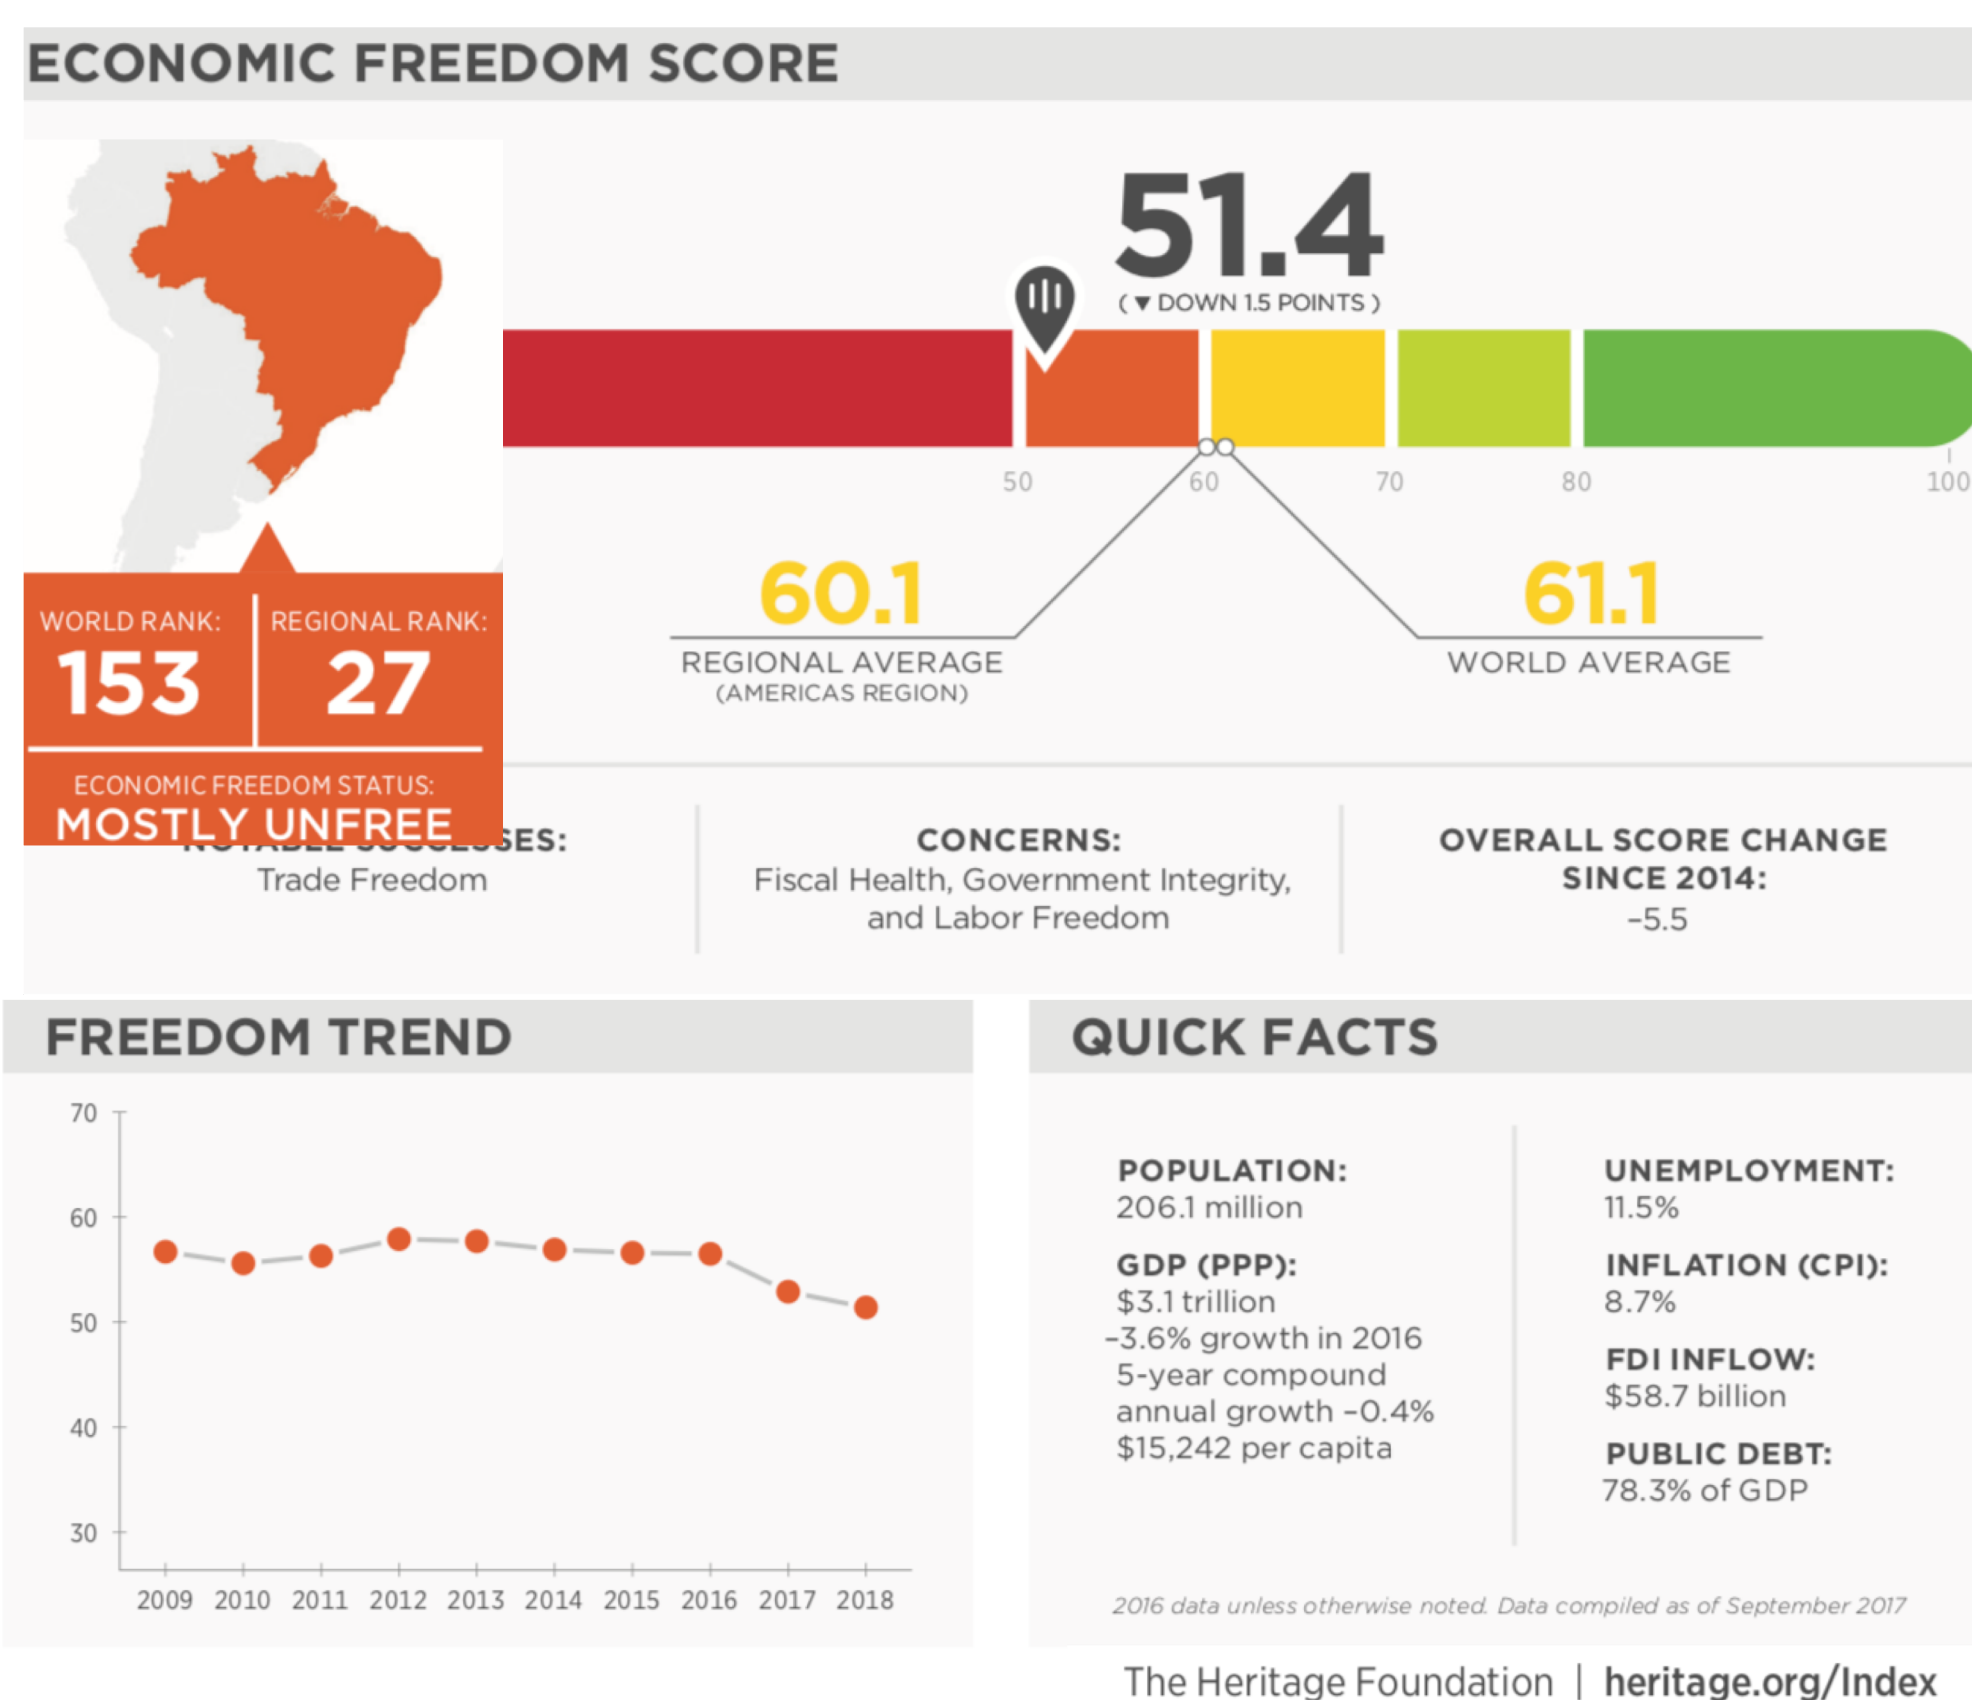 ECONOMIC FREEDOM SCORE
51.4
( ▼ DOWN 1.5 POINTS )
50
60
70
80
100
60.1
REGIONAL AVERAGE
(AMERICAS REGION)
61.1
WORLD AVERAGE
WORLD RANK:
153
REGIONAL RANK:
27
ECONOMIC FREEDOM STATUS:
MOSTLY UNFREE
NOTABLE SUCCESSES:
Trade Freedom
CONCERNS:
Fiscal Health, Government Integrity,
and Labor Freedom
OVERALL SCORE CHANGE
SINCE 2014:
–5.5
FREEDOM TREND
70
60
50
40
30
2009 2010 2011 2012 2013 2014 2015 2016 2017 2018
QUICK FACTS
POPULATION:
206.1 million
GDP (PPP):
$3.1 trillion
–3.6% growth in 2016
5-year compound
annual growth –0.4%
$15,242 per capita
UNEMPLOYMENT:
11.5%
INFLATION (CPI):
8.7%
FDI INFLOW:
$58.7 billion
PUBLIC DEBT:
78.3% of GDP
2016 data unless otherwise noted. Data compiled as of September 2017
The Heritage Foundation | heritage.org/Index